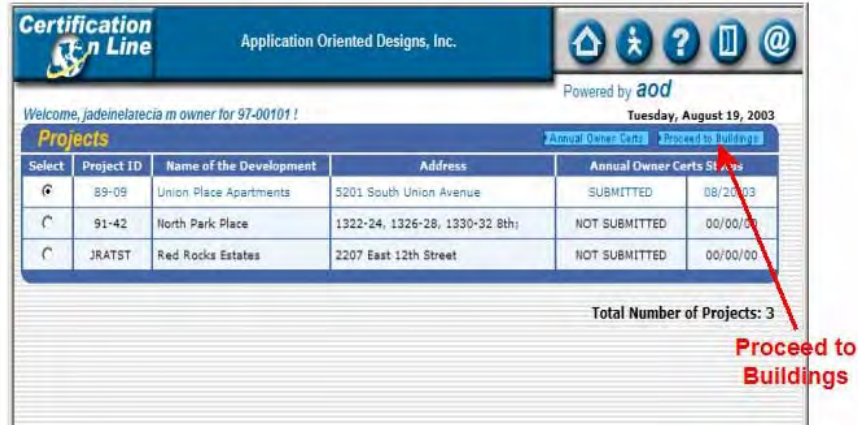 Certification
On Line
Application Oriented Designs, Inc.
?
@
Powered by aod
Welcome, jadeinelatecia m owner for 97-00101 !
Tuesday, August 19, 2003
Projects
Annual Owner Certs
Proceed to Buildings
Select Project ID Name of the Development Address Annual Owner Certs Status
89-09 Union Place Apartments 5201 South Union Avenue SUBMITTED 08/20/03
91-42 North Park Place 1322-24, 1326-28, 1330-32 8th; NOT SUBMITTED 00/00/00
JRATST Red Rocks Estates 2207 East 12th Street NOT SUBMITTED 00/00/00
Total Number of Projects: 3
Proceed to
Buildings